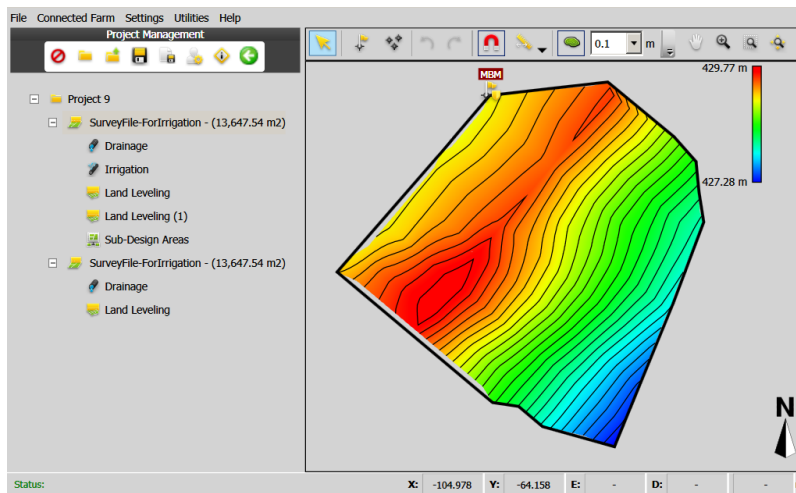 File Connected Farm Settings Utilities Help
Project Management
0.1 m
Project 9
SurveyFile-ForIrrigation - (13,647.54 m2)
Drainage
Irrigation
Land Leveling
Land Leveling (1)
Sub-Design Areas
SurveyFile-ForIrrigation - (13,647.54 m2)
Drainage
Land Leveling
MBM
429.77 m
427.28 m
N
Status: X: -104.978 Y: -64.158 E: - D: - -